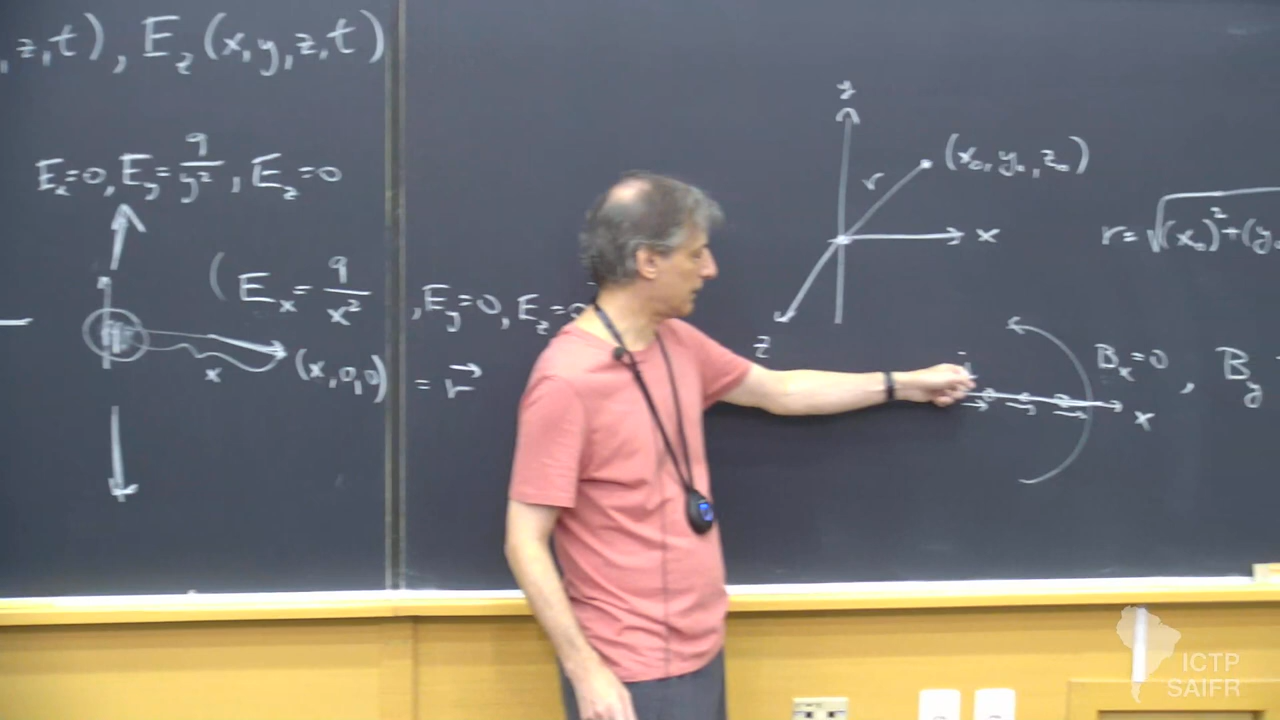 ,z,t), E_z(x,y,z,t)
E_x=0, E_y=q/y², E_z=0
(E_x=q/x², E_y=0, E_z=0
x
(x,0,0) = r⃗
y
r
(x₀,y₀,z₀)
x
z
r=√(x₀)²+(y₀
B_x=0, B_y
x
ICTP
SAIFR